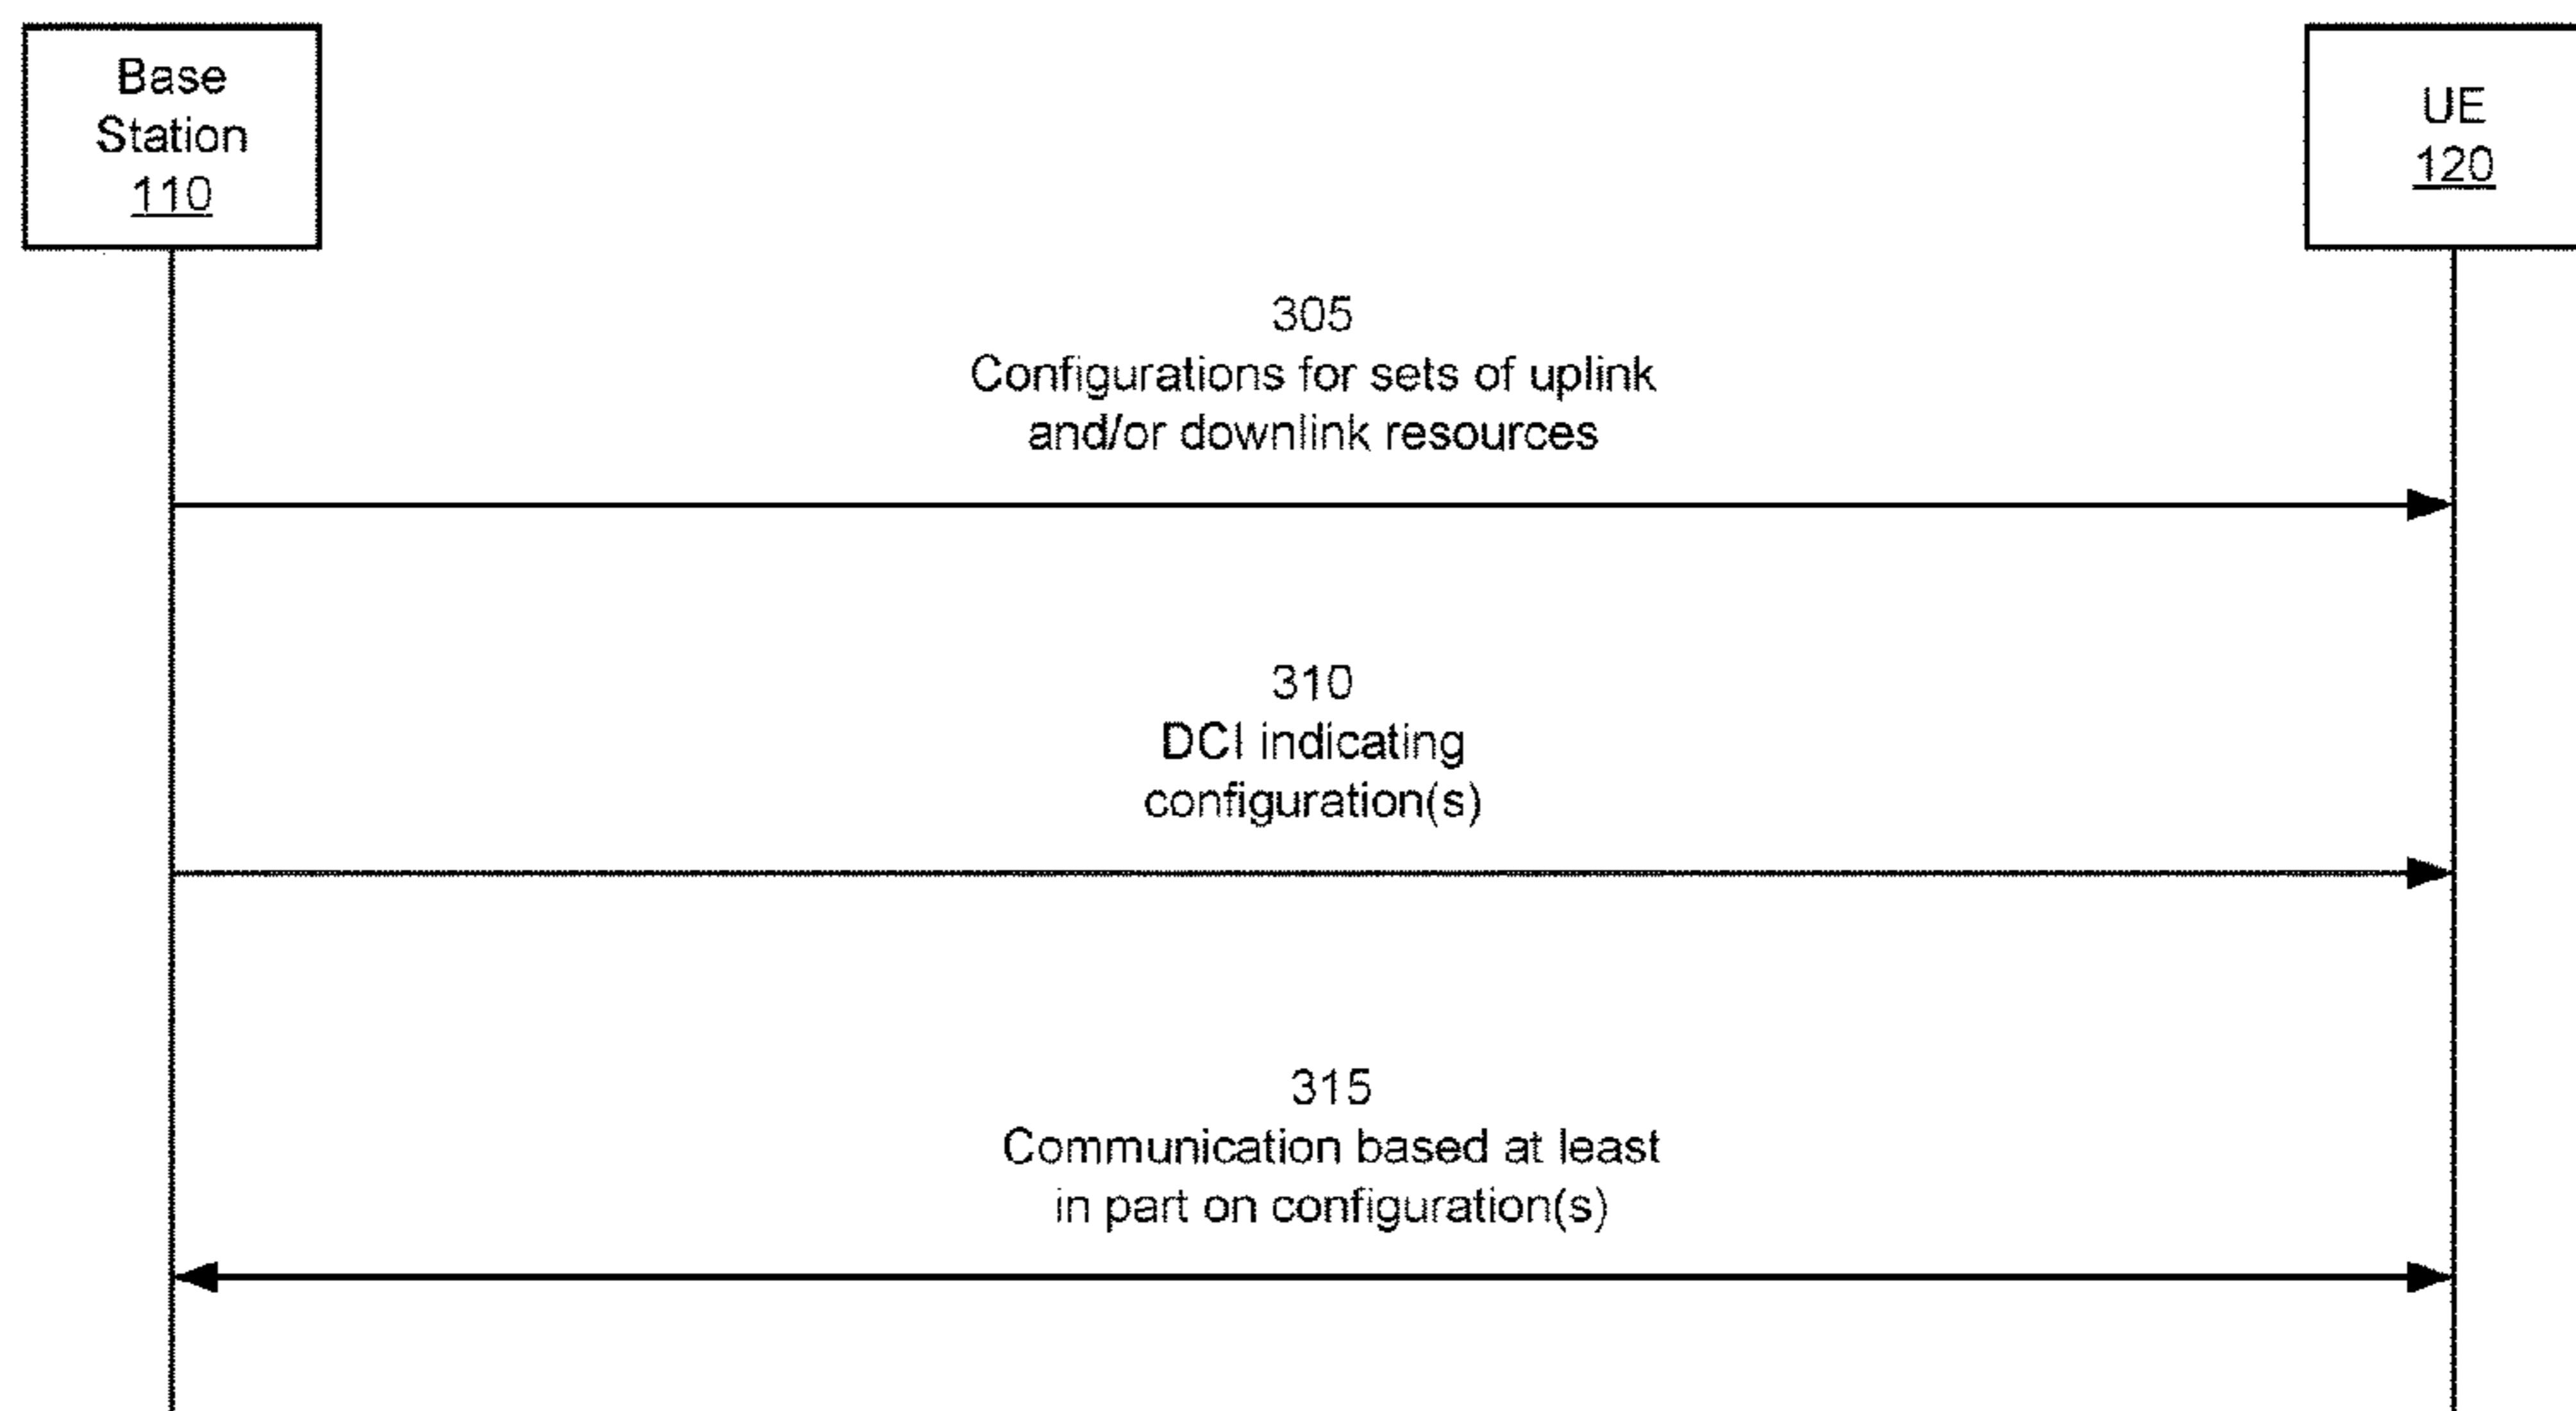 Base
Station
110
UE
120
305
Configurations for sets of uplink
and/or downlink resources
310
DCI indicating
configuration(s)
315
Communication based at least
in part on configuration(s)